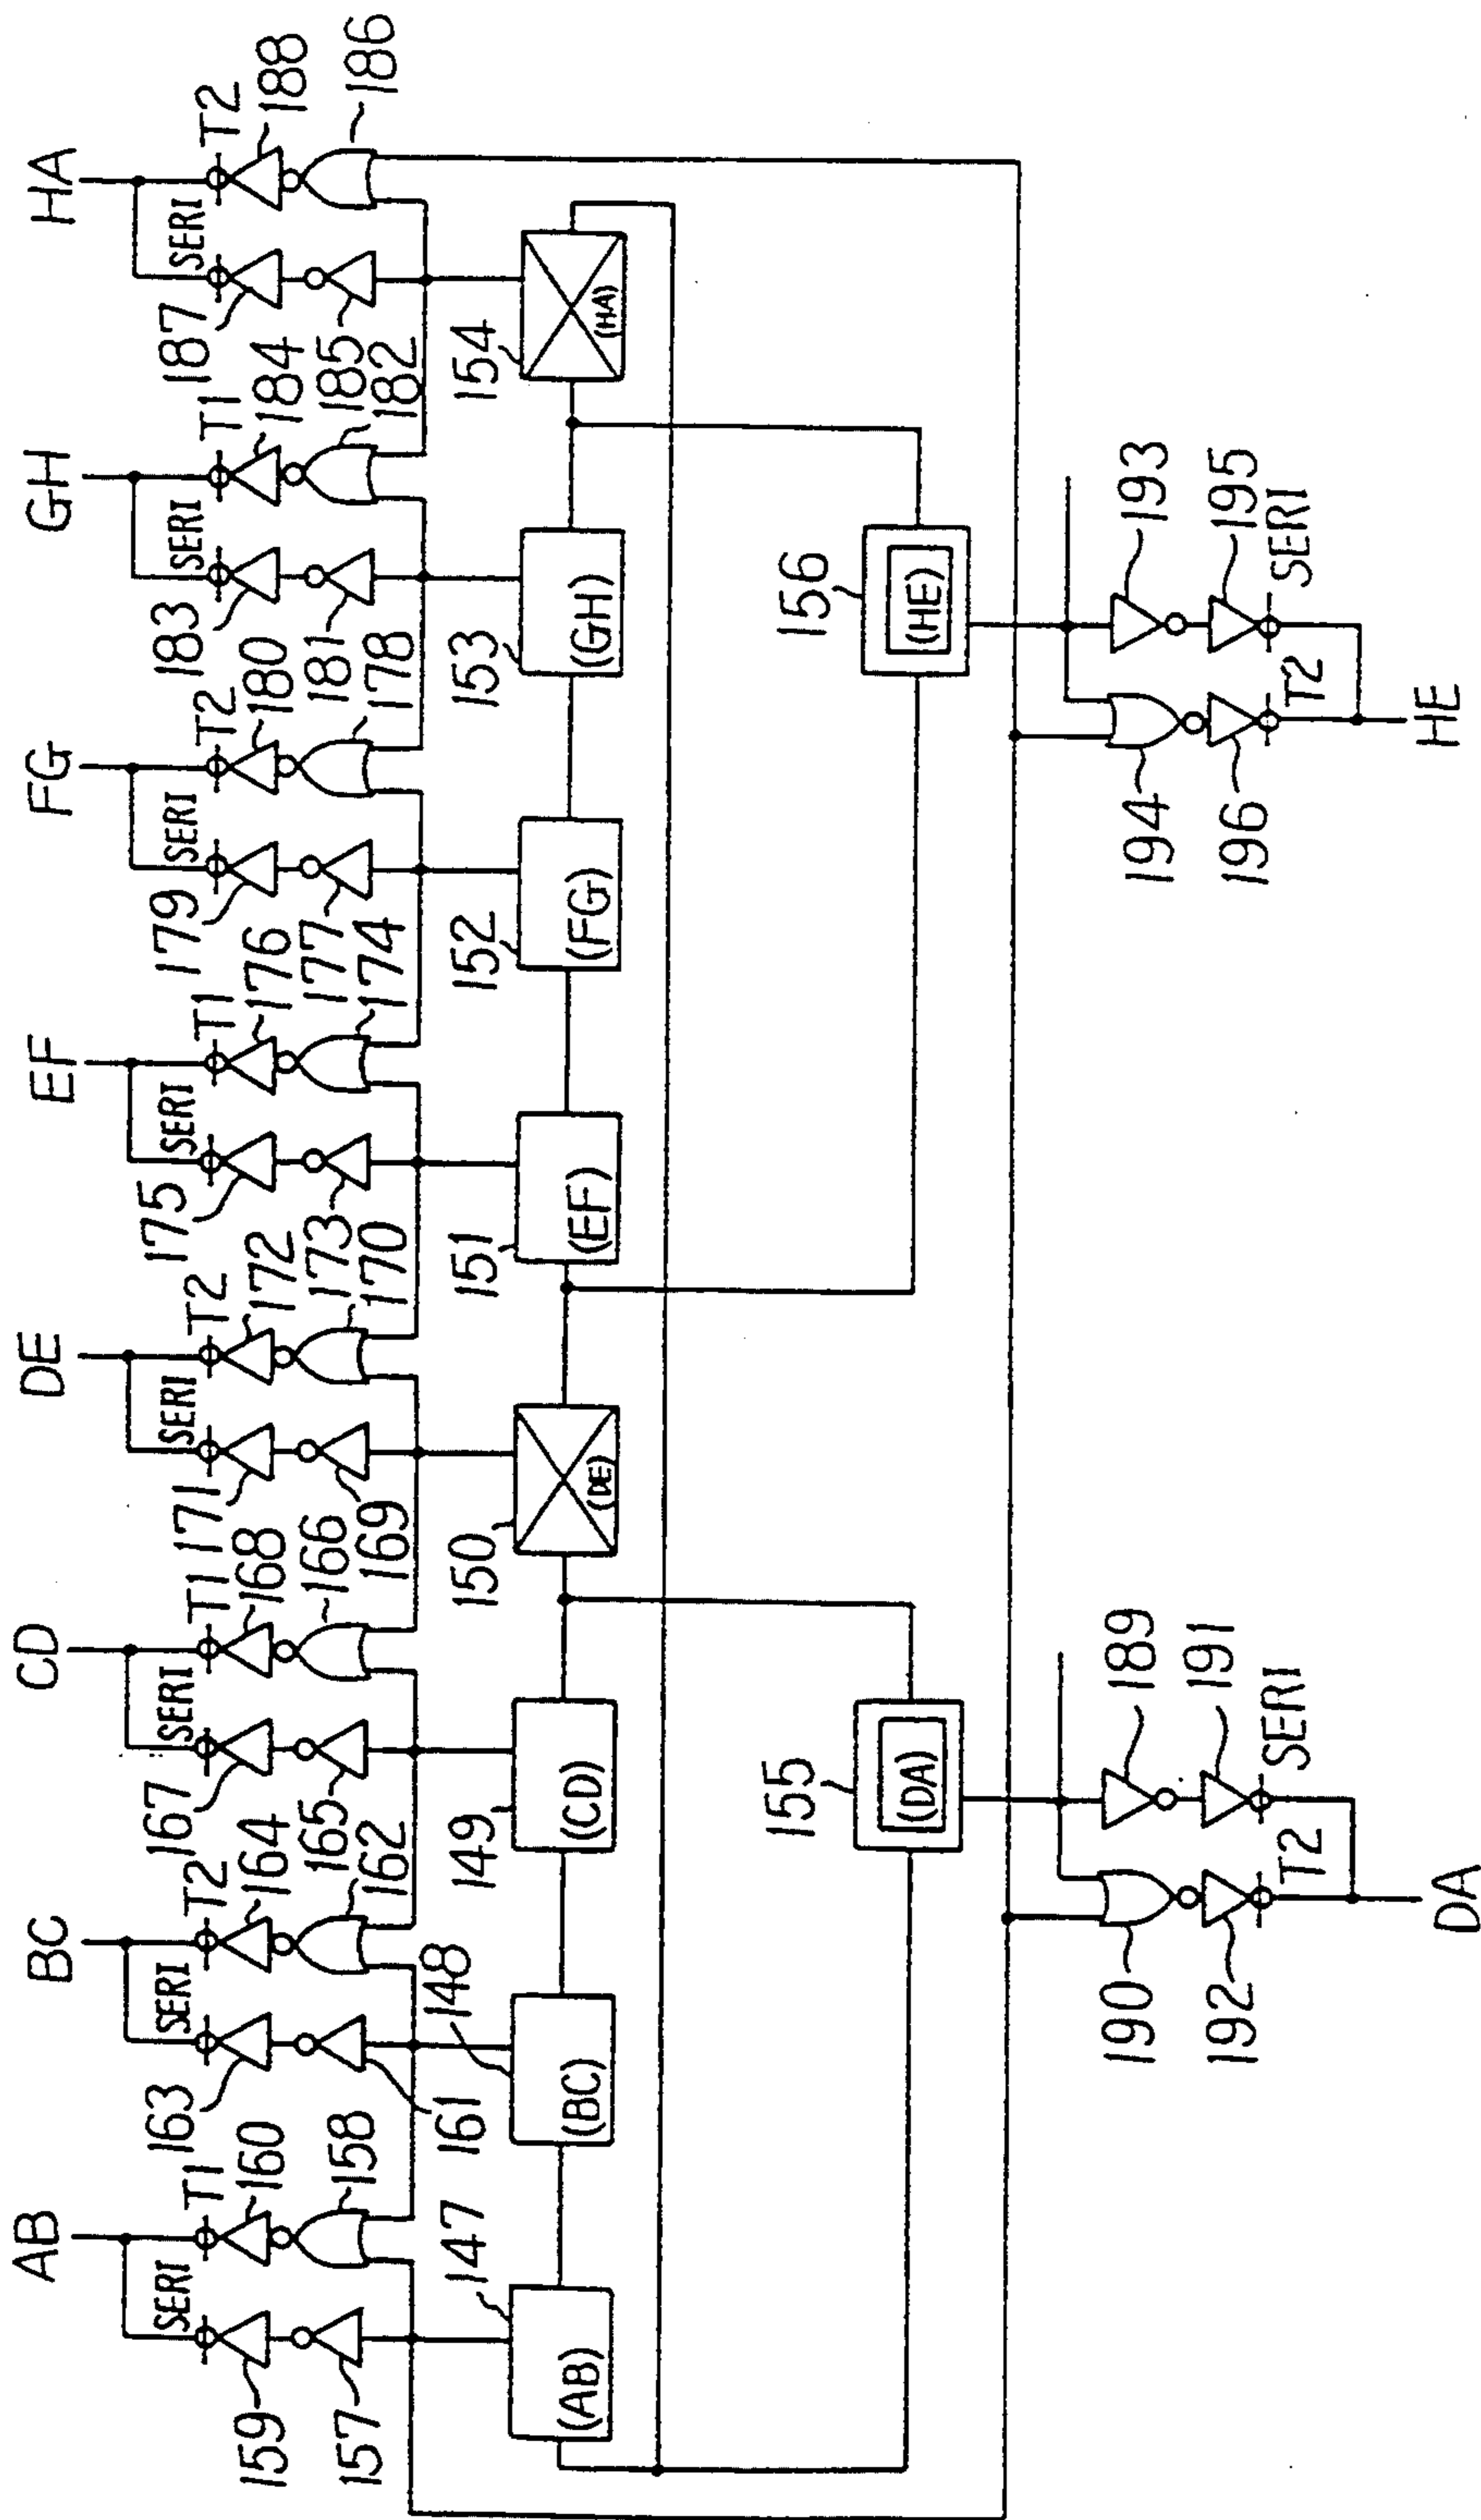 AB
BC
CD
DE
EF
FG
GH
HA
SERI
T1
SERI
T2
SERI
T1
SERI
T2
SERI
T1
SERI
T2
SERI
T1
SERI
T2
159
160
163
164
167
168
171
172
175
176
179
180
183
184
187
188
157
158
161
162
165
166
169
170
173
174
177
178
181
182
185
186
147
148
149
150
151
152
153
154
(AB)
(BC)
(CD)
(DE)
(EF)
(FG)
(GH)
(HA)
155
156
(DA)
(HE)
190
189
194
193
192
191
196
195
T2
SERI
T2
SERI
DA
HE